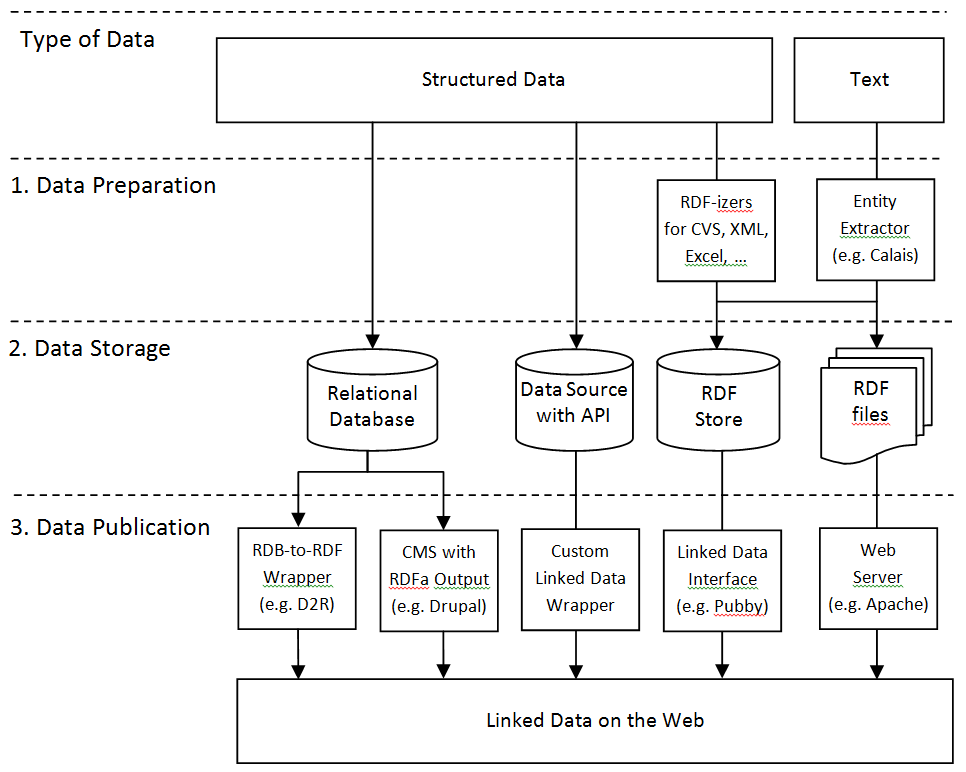 Type of Data
Structured Data
Text
1. Data Preparation
RDF-izers
for CVS, XML,
Excel, ...
Entity
Extractor
(e.g. Calais)
2. Data Storage
Relational
Database
Data Source
with API
RDF
Store
RDF
files
3. Data Publication
RDB-to-RDF
Wrapper
(e.g. D2R)
CMS with
RDFa Output
(e.g. Drupal)
Custom
Linked Data
Wrapper
Linked Data
Interface
(e.g. Pubby)
Web
Server
(e.g. Apache)
Linked Data on the Web